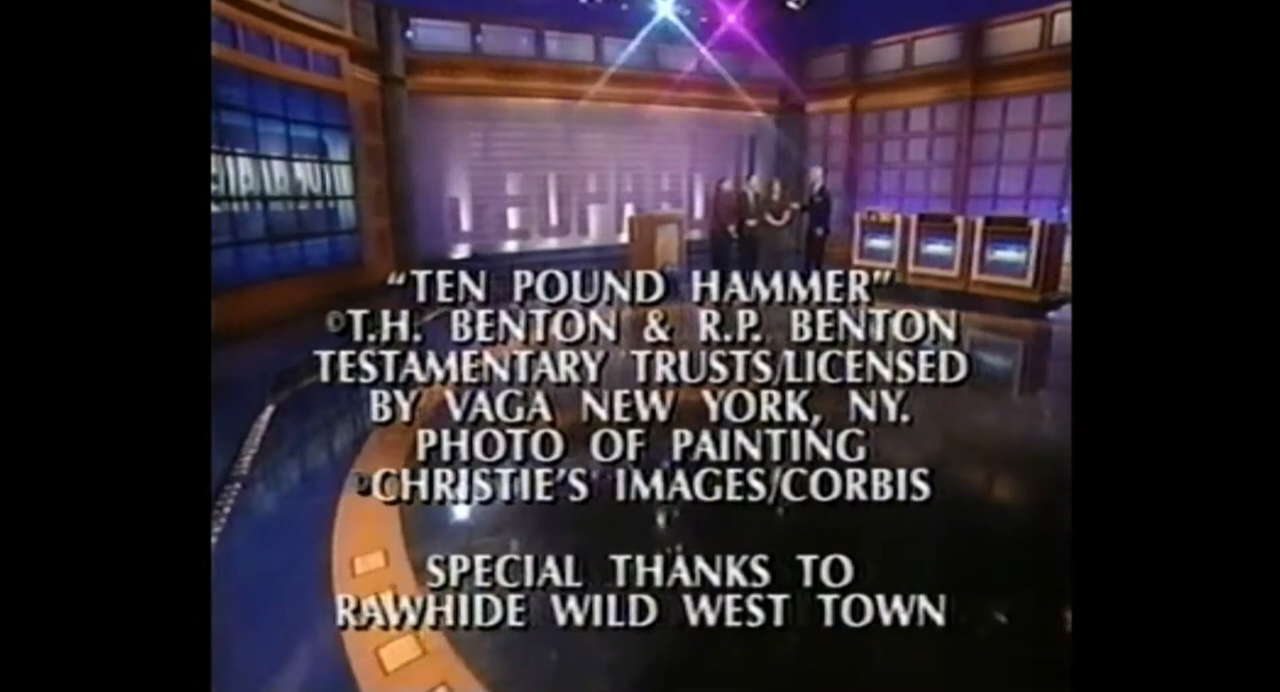 JEOPARDY!
"TEN POUND HAMMER"
©T.H. BENTON & R.P. BENTON
TESTAMENTARY TRUSTS/LICENSED
BY VAGA NEW YORK, NY.
PHOTO OF PAINTING
©CHRISTIE'S IMAGES/CORBIS
SPECIAL THANKS TO
RAWHIDE WILD WEST TOWN